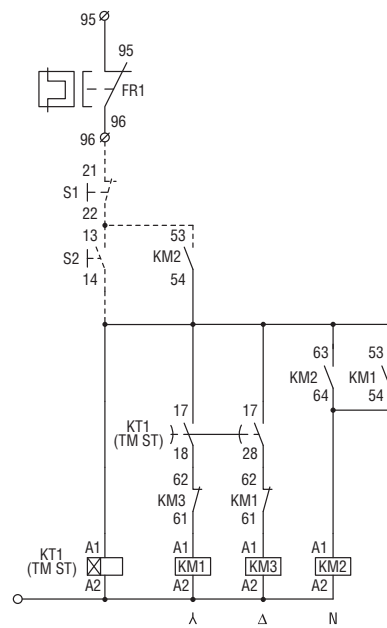 95
95
FR1
96
96
21
S1
22
13
S2
14
53
KM2
54
63
KM2
64
53
KM1
54
17
KT1
(TM ST)
18
17
28
62
KM3
61
62
KM1
61
KT1
(TM ST)
A1
A2
A1
KM1
A2
A1
KM3
A2
A1
KM2
A2
Y
Δ
N